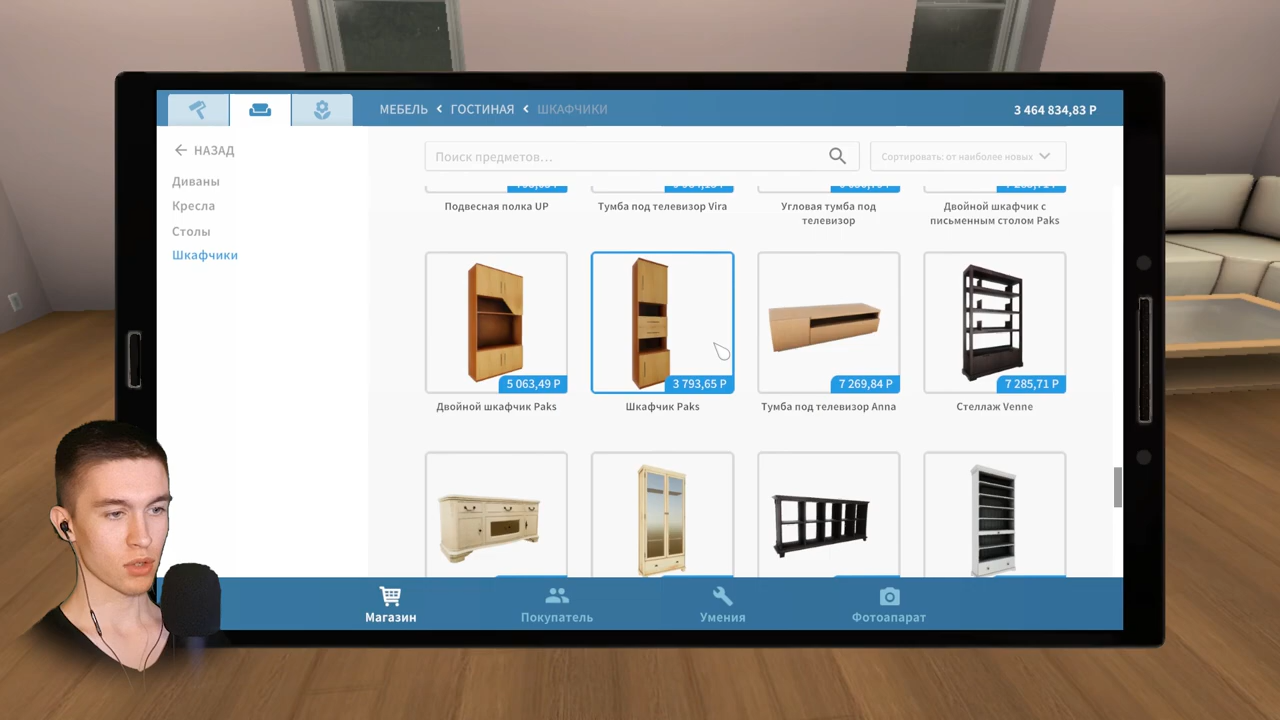 МЕБЕЛЬ < ГОСТИНАЯ < ШКАФЧИКИ
3 464 834,83 Р
НАЗАД
Диваны
Кресла
Столы
Шкафчики
Поиск предметов...
Сортировать: от наиболее новых
Подвесная полка UP
Тумба под телевизор Vira
Угловая тумба под
телевизор
Двойной шкафчик с
письменным столом Paks
5 063,49 Р
3 793,65 Р
7 269,84 Р
7 285,71 Р
Двойной шкафчик Paks
Шкафчик Paks
Тумба под телевизор Anna
Стеллаж Venne
Магазин
Покупатель
Умения
Фотоаппарат